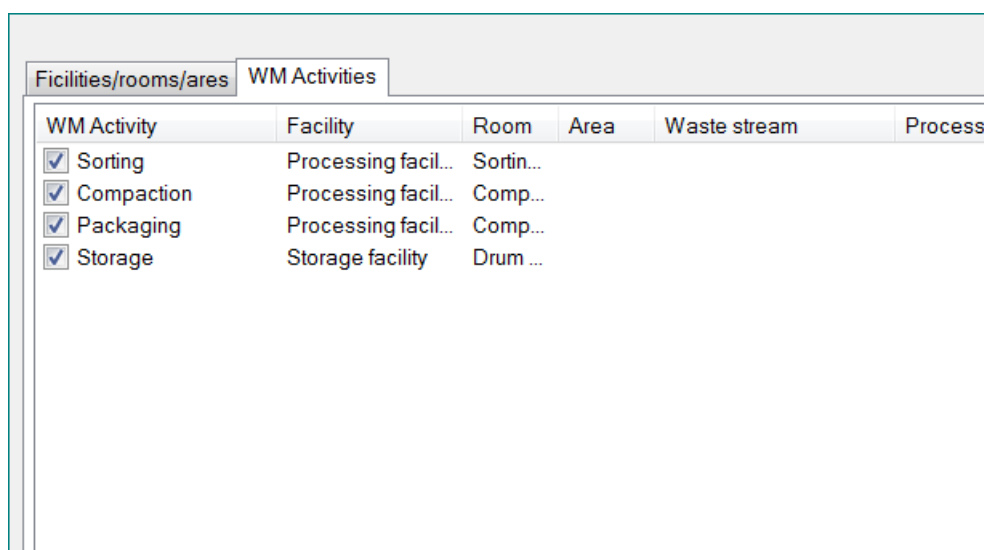 Ficilities/rooms/ares WM Activities
WM Activity Facility Room Area Waste stream Process
Sorting Processing facil... Sortin...
Compaction Processing facil... Comp...
Packaging Processing facil... Comp...
Storage Storage facility Drum ...